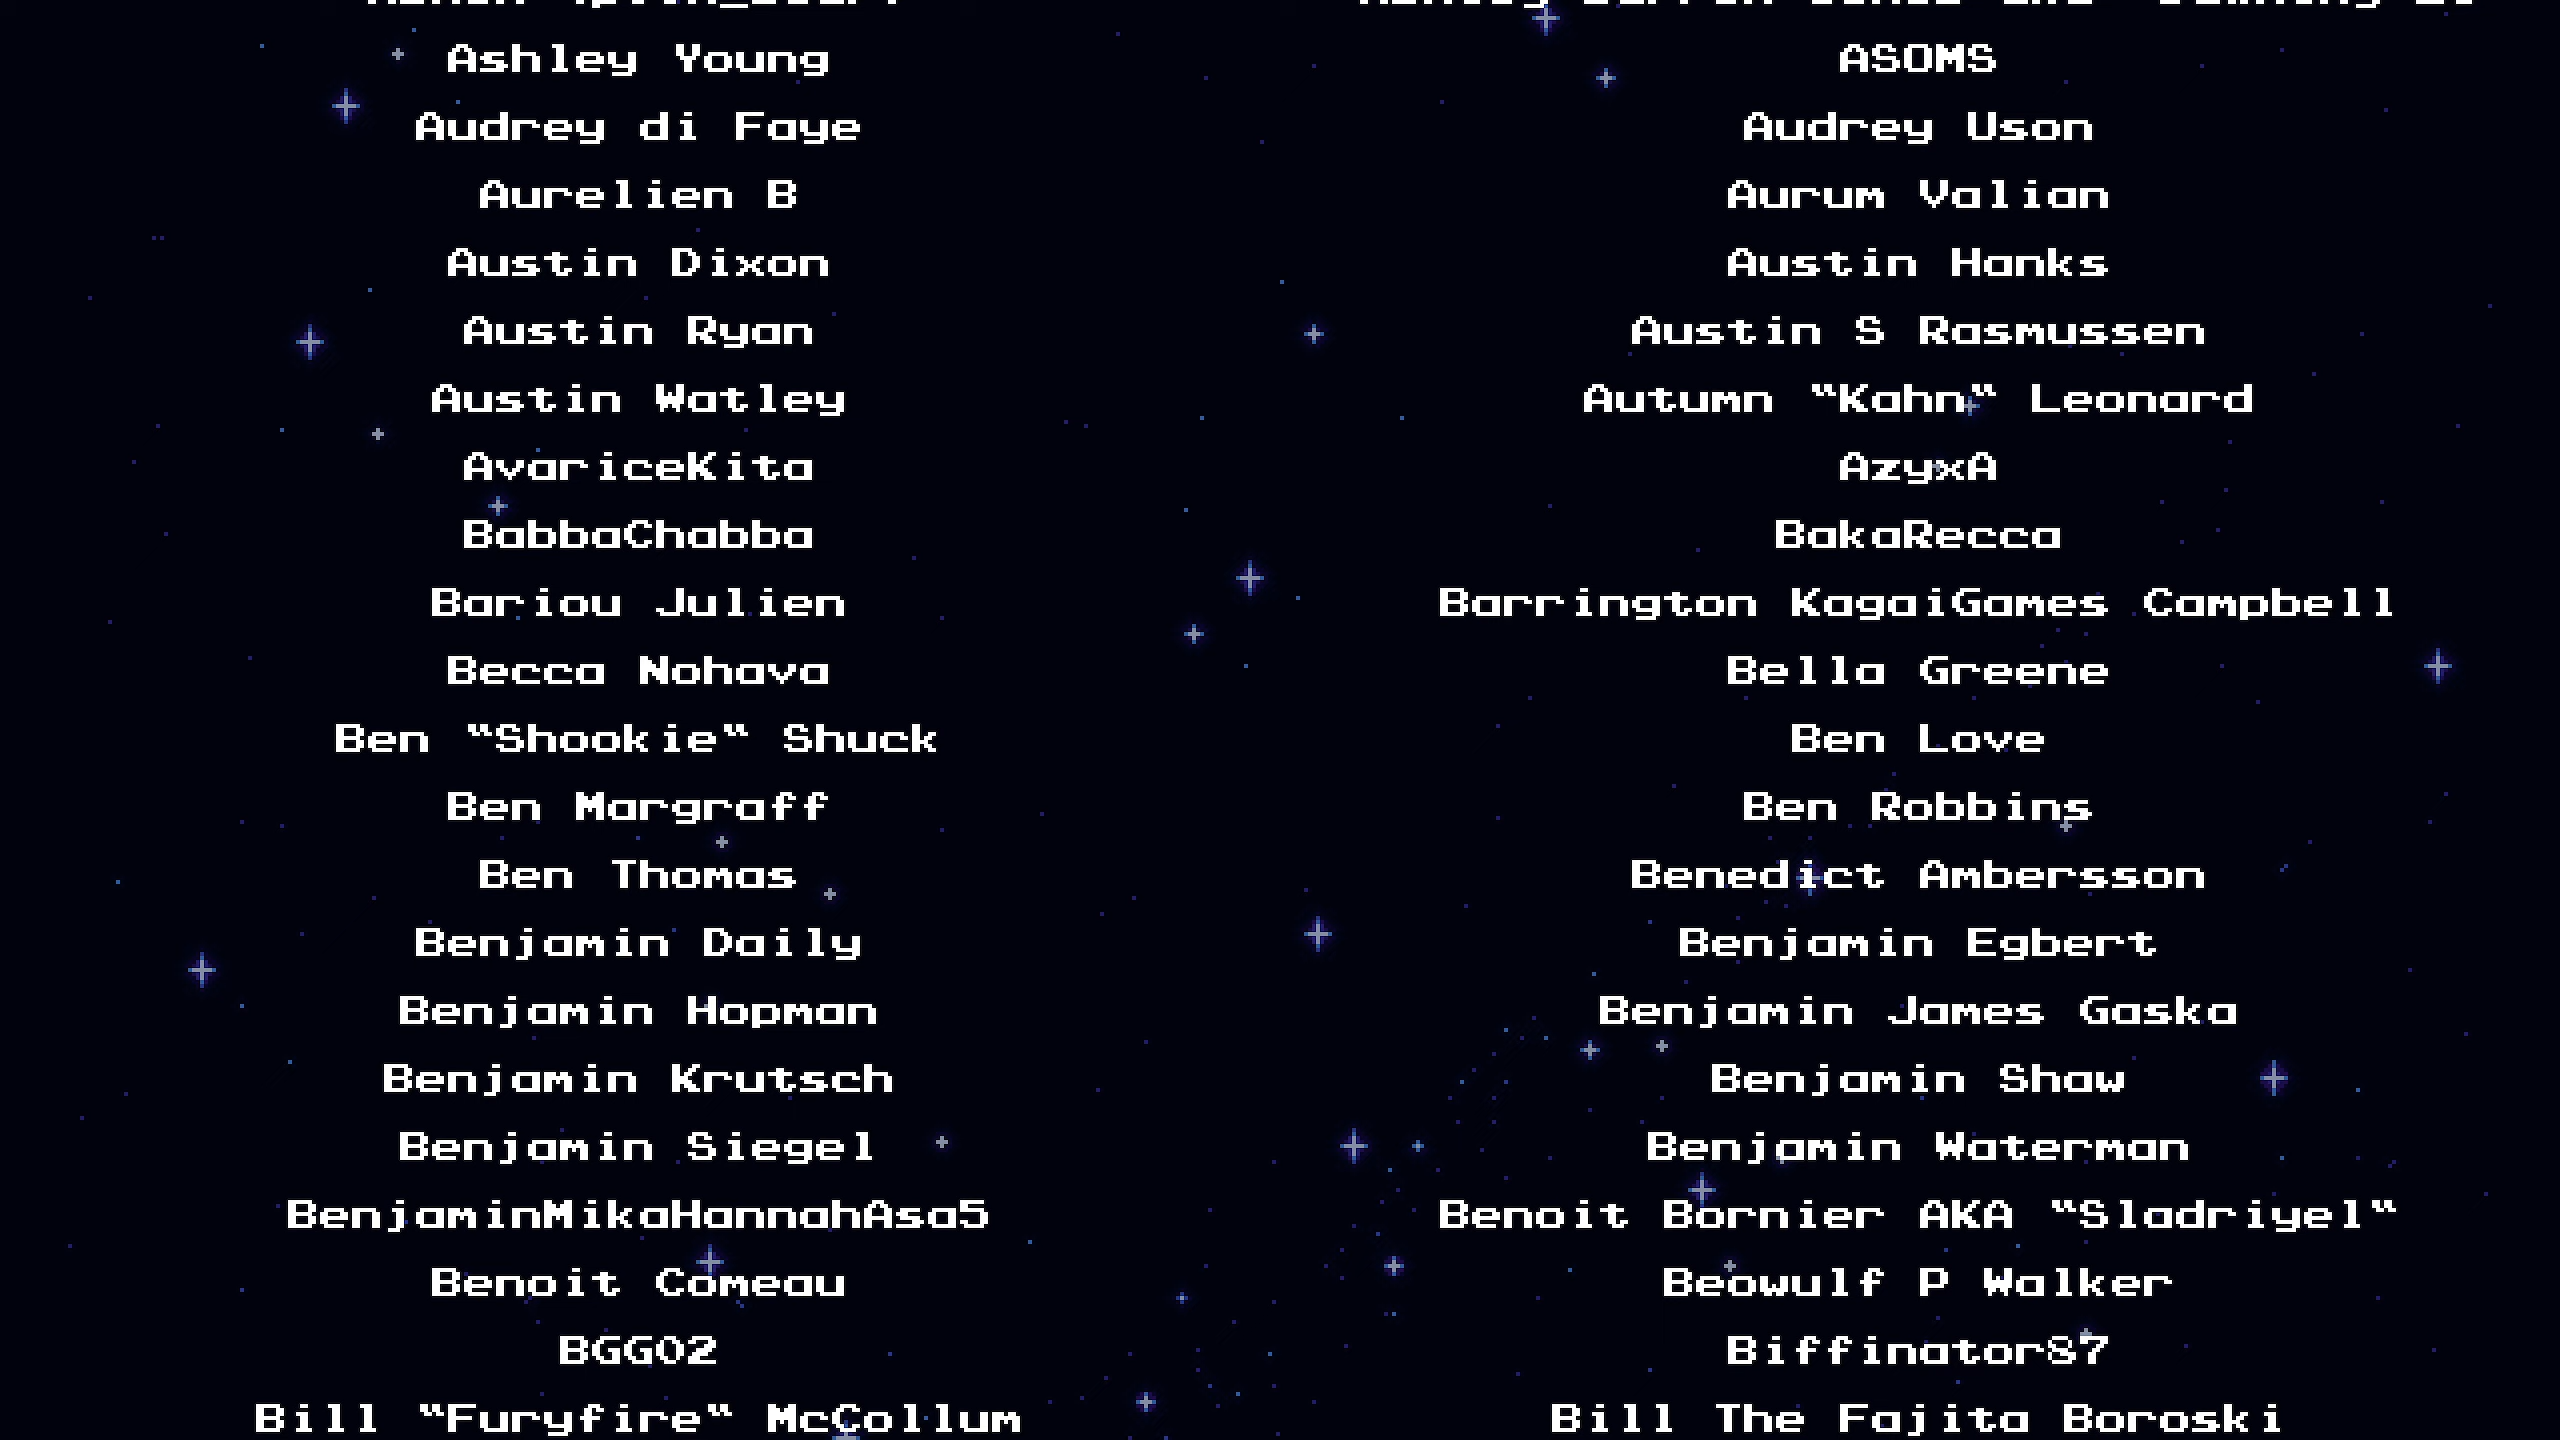 Ashley Young
ASOMS
Audrey di Faye
Audrey Uson
Aurelien B
Aurum Valian
Austin Dixon
Austin Hanks
Austin Ryan
Austin S Rasmussen
Austin Watley
Autumn "Kahn" Leonard
AvariceKita
AzyxA
BabbaChabba
BakaRecca
Bariou Julien
Barrington KagaiGames Campbell
Becca Nohava
Bella Greene
Ben "Shookie" Shuck
Ben Love
Ben Margraff
Ben Robbins
Ben Thomas
Benedict Ambersson
Benjamin Daily
Benjamin Egbert
Benjamin Hopman
Benjamin James Gaska
Benjamin Krutsch
Benjamin Shaw
Benjamin Siegel
Benjamin Waterman
BenjaminMikaHannahAsa5
Benoit Bornier AKA "Sladriyel"
Benoit Comeau
Beowulf P Walker
BGG02
Biffinator87
Bill "Furyfire" McCollum
Bill The Fajita Boroski